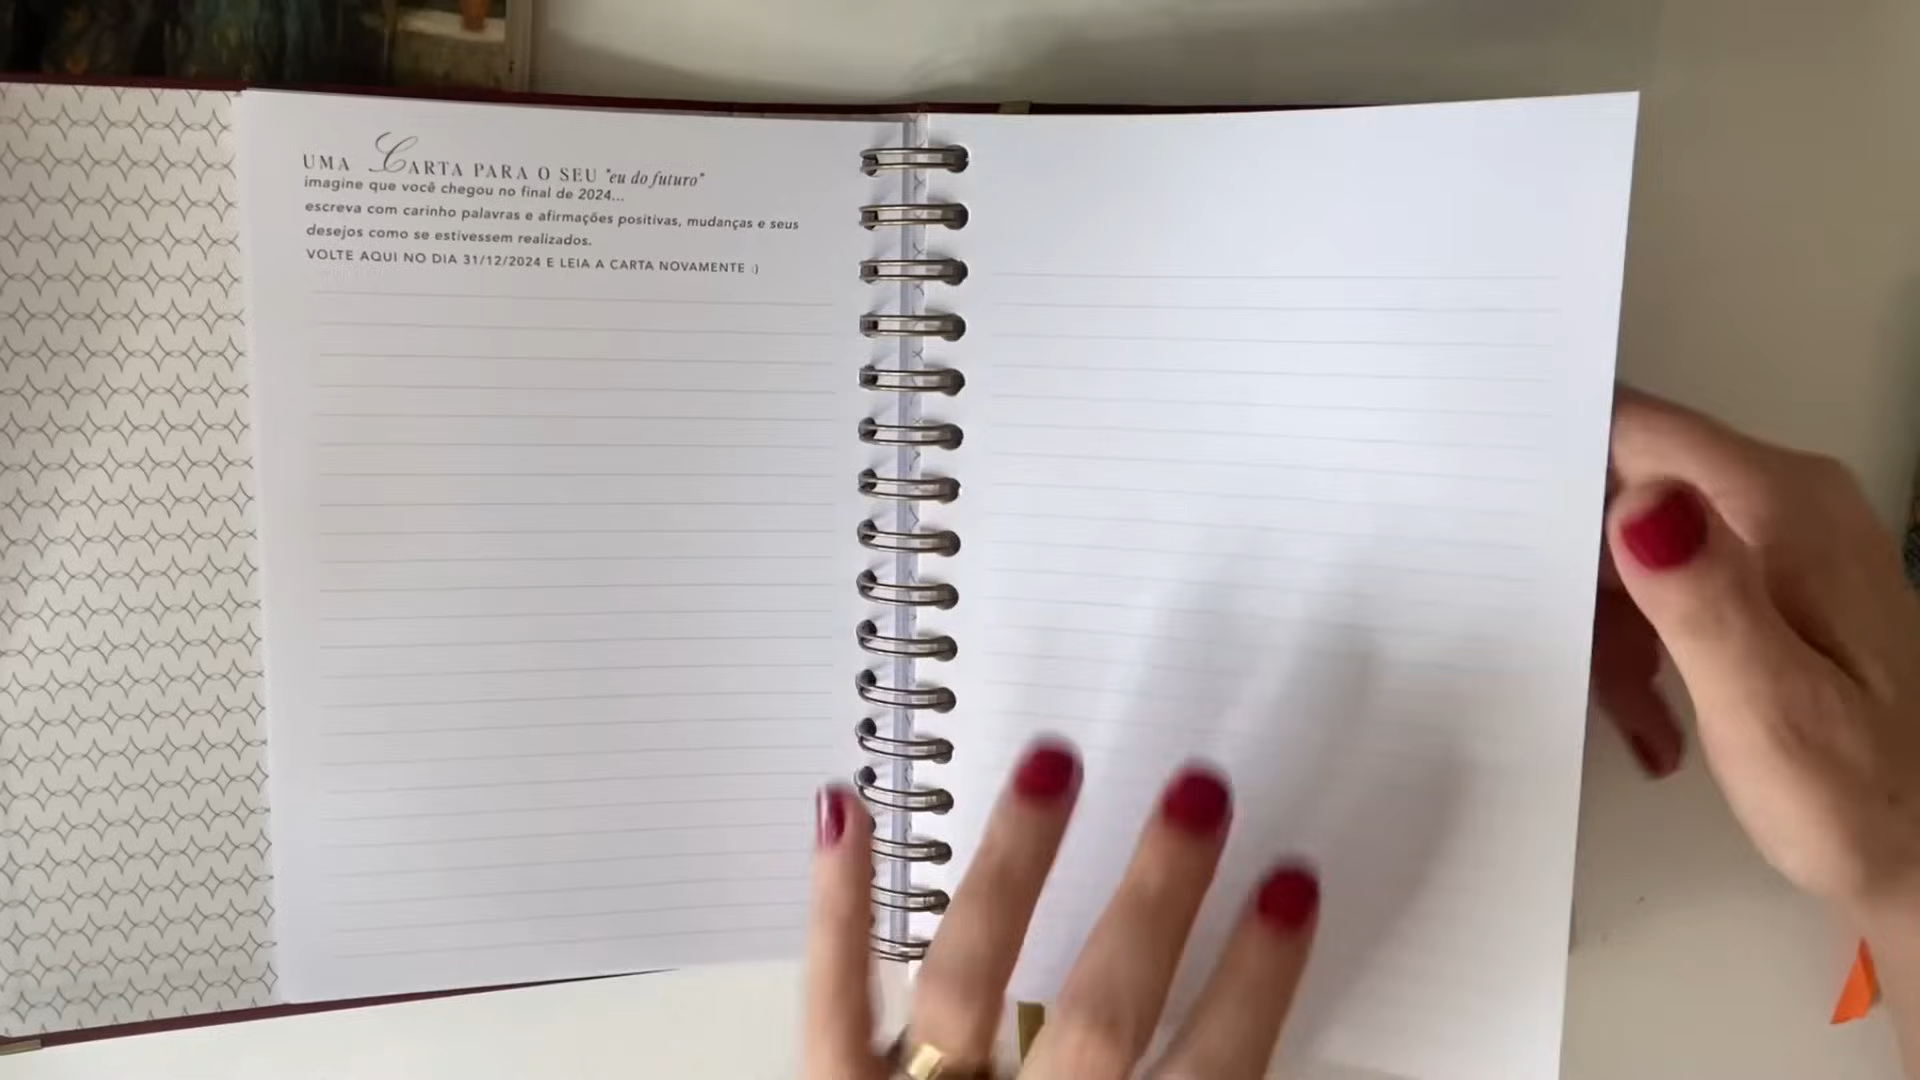 UMA CARTA PARA O SEU "eu do futuro"
imagine que você chegou no final de 2024...
escreva com carinho palavras e afirmações positivas, mudanças e seus
desejos como se estivessem realizados.
VOLTE AQUI NO DIA 31/12/2024 E LEIA A CARTA NOVAMENTE :)